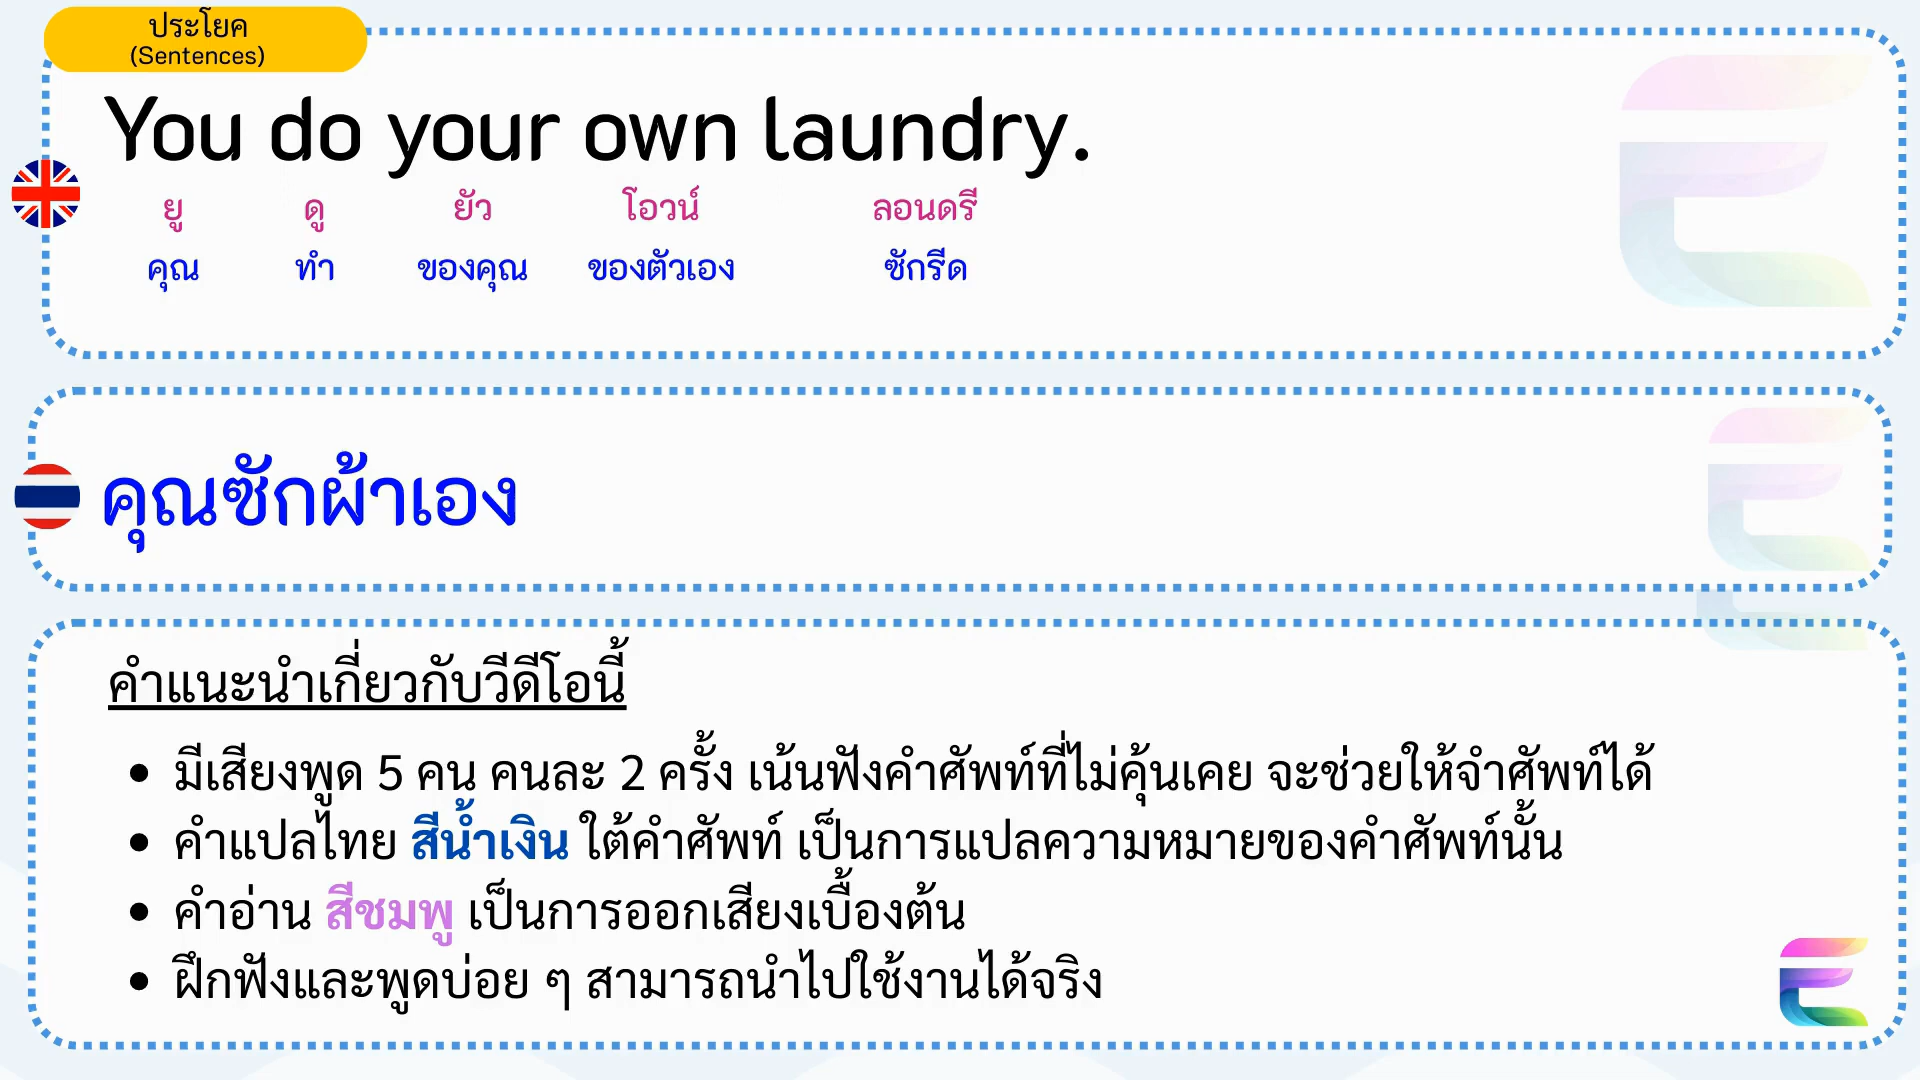 ประโยค
(Sentences)
You do your own laundry.
ยู ดู ยัว โอวน์ ลอนดรี
คุณ ทำ ของคุณ ของตัวเอง ซักรีด
คุณซักผ้าเอง
คำแนะนำเกี่ยวกับวีดีโอนี้
• มีเสียงพูด 5 คน คนละ 2 ครั้ง เน้นฟังคำศัพท์ที่ไม่คุ้นเคย จะช่วยให้จำศัพท์ได้
• คำแปลไทย สีน้ำเงิน ใต้คำศัพท์ เป็นการแปลความหมายของคำศัพท์นั้น
• คำอ่าน สีชมพู เป็นการออกเสียงเบื้องต้น
• ฝึกฟังและพูดบ่อย ๆ สามารถนำไปใช้งานได้จริง